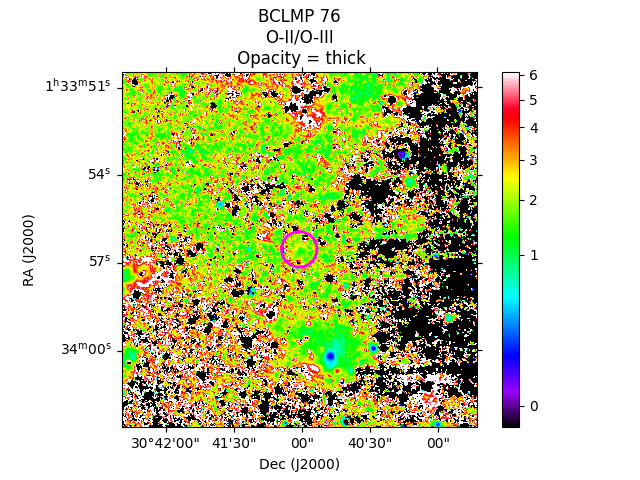 BCLMP 76
O-II/O-III
Opacity = thick
1ʰ33ᵐ51ˢ
54ˢ
57ˢ
34ᵐ00ˢ
RA (J2000)
30°42'00" 41'30" 00" 40'30" 00"
Dec (J2000)
6
5
4
3
2
1
0